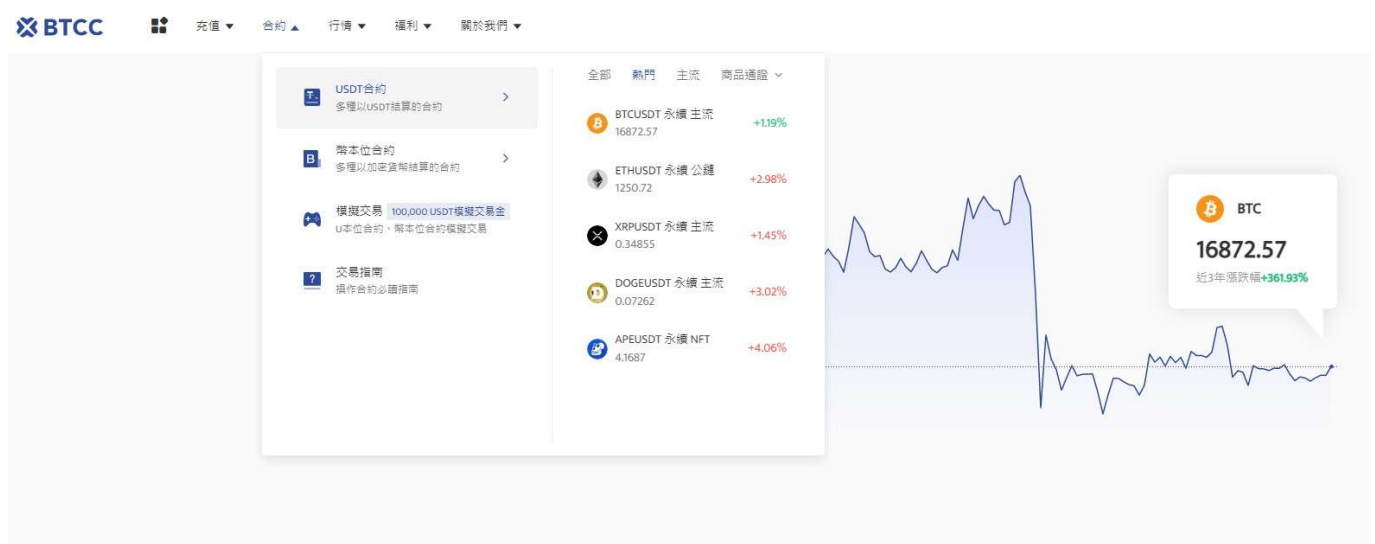 BTCC 充值 ▼ 合約 ▲ 行情 ▼ 福利 ▼ 關於我們 ▼
USDT合約
多種以USDT結算的合約
幣本位合約
多種以加密貨幣結算的合約
模擬交易 100,000 USDT模擬交易金
U本位合約、幣本位合約模擬交易
交易指南
操作合約必讀指南
全部 熱門 主流 商品通證
BTCUSDT 永續 主流
16872.57
+1.19%
ETHUSDT 永續 公鏈
1250.72
+2.98%
XRPUSDT 永續 主流
0.34855
+1.45%
DOGEUSDT 永續 主流
0.07262
+3.02%
APEUSDT 永續 NFT
4.1687
+4.06%
BTC
16872.57
近3年漲跌幅+361.93%